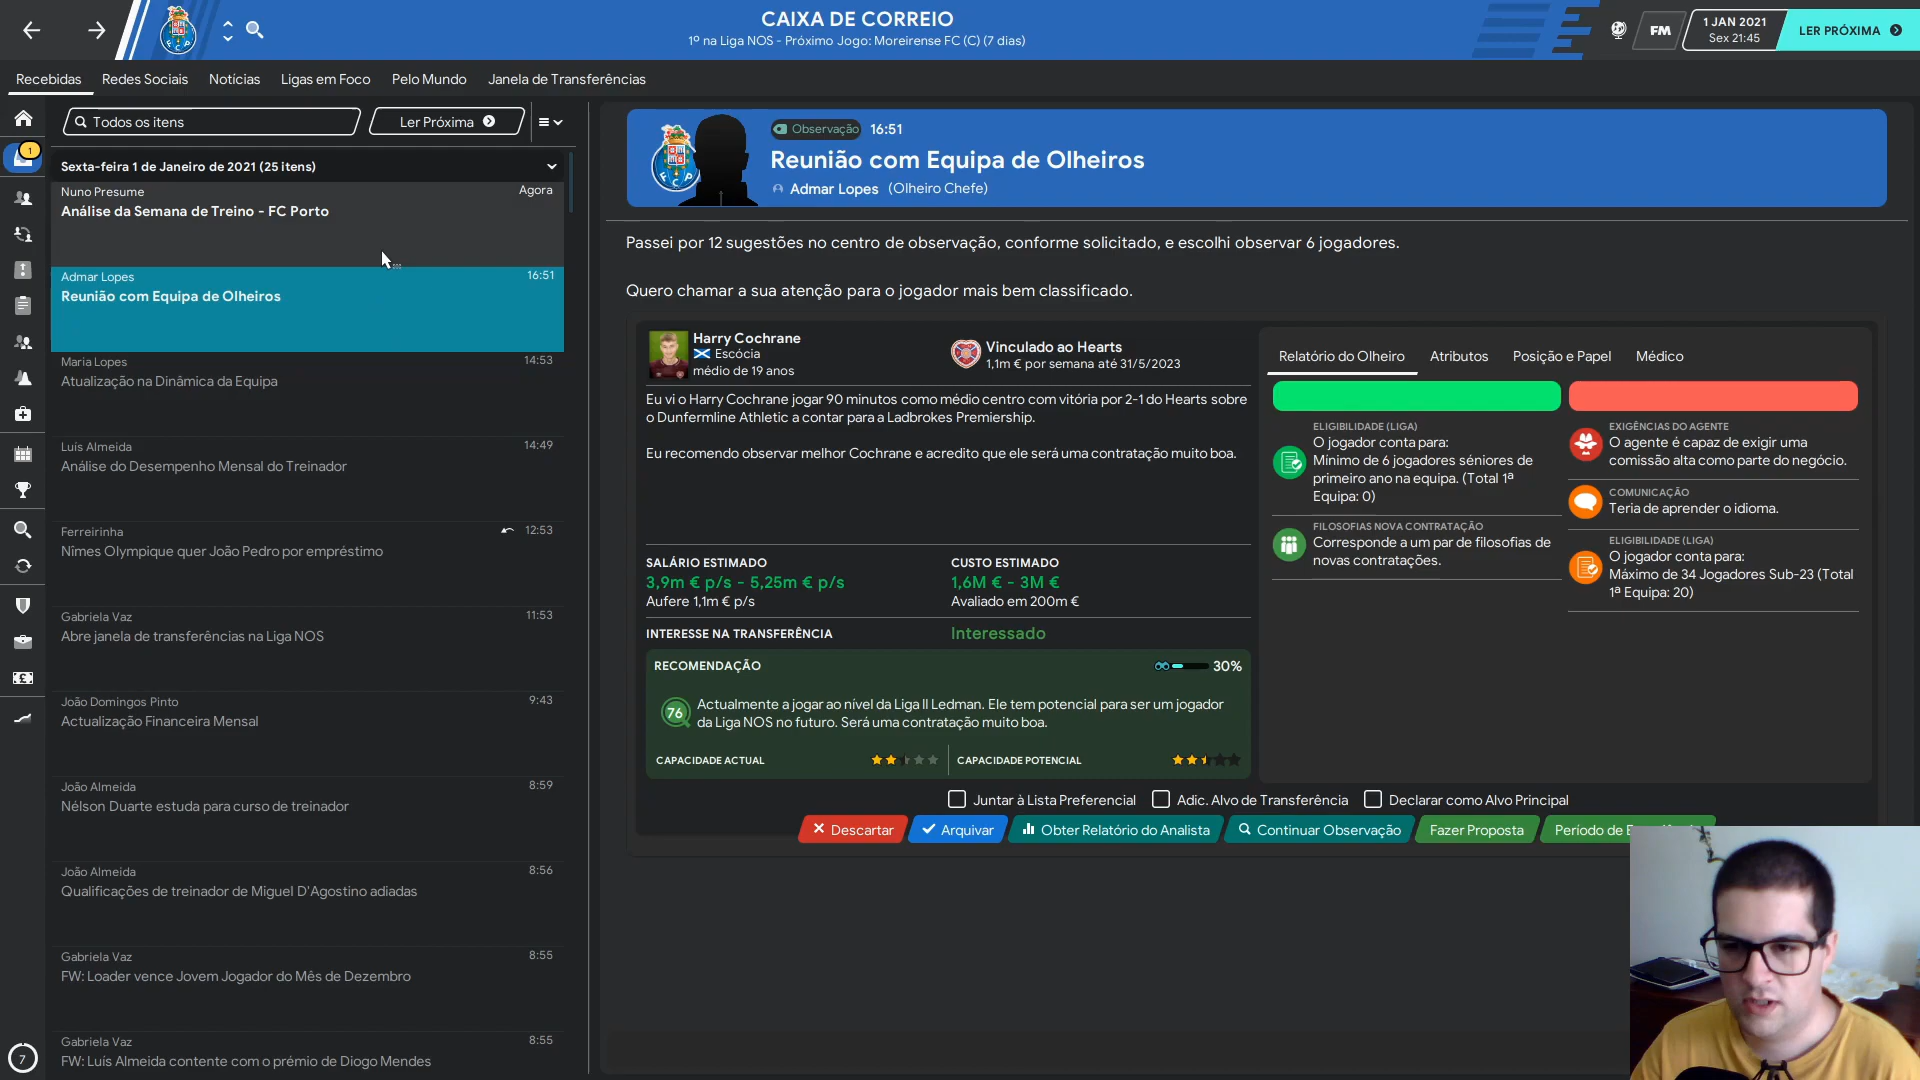 CAIXA DE CORREIO
1º na Liga NOS - Próximo Jogo: Moreirense FC (C) (7 dias)
FM
1 JAN 2021
Sex 21:45
LER PRÓXIMA
Recebidas
Redes Sociais
Notícias
Ligas em Foco
Pelo Mundo
Janela de Transferências
Todos os itens
Ler Próxima
1
Sexta-feira 1 de Janeiro de 2021 (25 itens)
Nuno Presume
Agora
Análise da Semana de Treino - FC Porto
Admar Lopes
16:51
Reunião com Equipa de Olheiros
Maria Lopes
14:53
Atualização na Dinâmica da Equipa
Luís Almeida
14:49
Análise do Desempenho Mensal do Treinador
Ferreirinha
12:53
Nîmes Olympique quer João Pedro por empréstimo
Gabriela Vaz
11:53
Abre janela de transferências na Liga NOS
João Domingos Pinto
9:43
Actualização Financeira Mensal
João Almeida
8:59
Nélson Duarte estuda para curso de treinador
João Almeida
8:56
Qualificações de treinador de Miguel D'Agostino adiadas
Gabriela Vaz
8:55
FW: Loader vence Jovem Jogador do Mês de Dezembro
Gabriela Vaz
8:55
FW: Luís Almeida contente com o prémio de Diogo Mendes
7
Observação
16:51
Reunião com Equipa de Olheiros
Admar Lopes (Olheiro Chefe)
Passei por 12 sugestões no centro de observação, conforme solicitado, e escolhi observar 6 jogadores.
Quero chamar a sua atenção para o jogador mais bem classificado.
Harry Cochrane
Escócia
médio de 19 anos
Vinculado ao Hearts
1,1m € por semana até 31/5/2023
Eu vi o Harry Cochrane jogar 90 minutos como médio centro com vitória por 2-1 do Hearts sobre
o Dunfermline Athletic a contar para a Ladbrokes Premiership.
Eu recomendo observar melhor Cochrane e acredito que ele será uma contratação muito boa.
SALÁRIO ESTIMADO
3,9m € p/s - 5,25m € p/s
Aufere 1,1m € p/s
CUSTO ESTIMADO
1,6M € - 3M €
Avaliado em 200m €
INTERESSE NA TRANSFERÊNCIA
Interessado
RECOMENDAÇÃO
30%
76
Actualmente a jogar ao nível da Liga II Ledman. Ele tem potencial para ser um jogador
da Liga NOS no futuro. Será uma contratação muito boa.
CAPACIDADE ACTUAL
CAPACIDADE POTENCIAL
Relatório do Olheiro
Atributos
Posição e Papel
Médico
ELIGIBILIDADE (LIGA)
O jogador conta para:
Mínimo de 6 jogadores séniores de
primeiro ano na equipa. (Total 1ª
Equipa: 0)
FILOSOFIAS NOVA CONTRATAÇÃO
Corresponde a um par de filosofias de
novas contratações.
EXIGÊNCIAS DO AGENTE
O agente é capaz de exigir uma
comissão alta como parte do negócio.
COMUNICAÇÃO
Teria de aprender o idioma.
ELIGIBILIDADE (LIGA)
O jogador conta para:
Máximo de 34 Jogadores Sub-23 (Total
1ª Equipa: 20)
Juntar à Lista Preferencial
Adic. Alvo de Transferência
Declarar como Alvo Principal
Descartar
Arquivar
Obter Relatório do Analista
Continuar Observação
Fazer Proposta
Período de